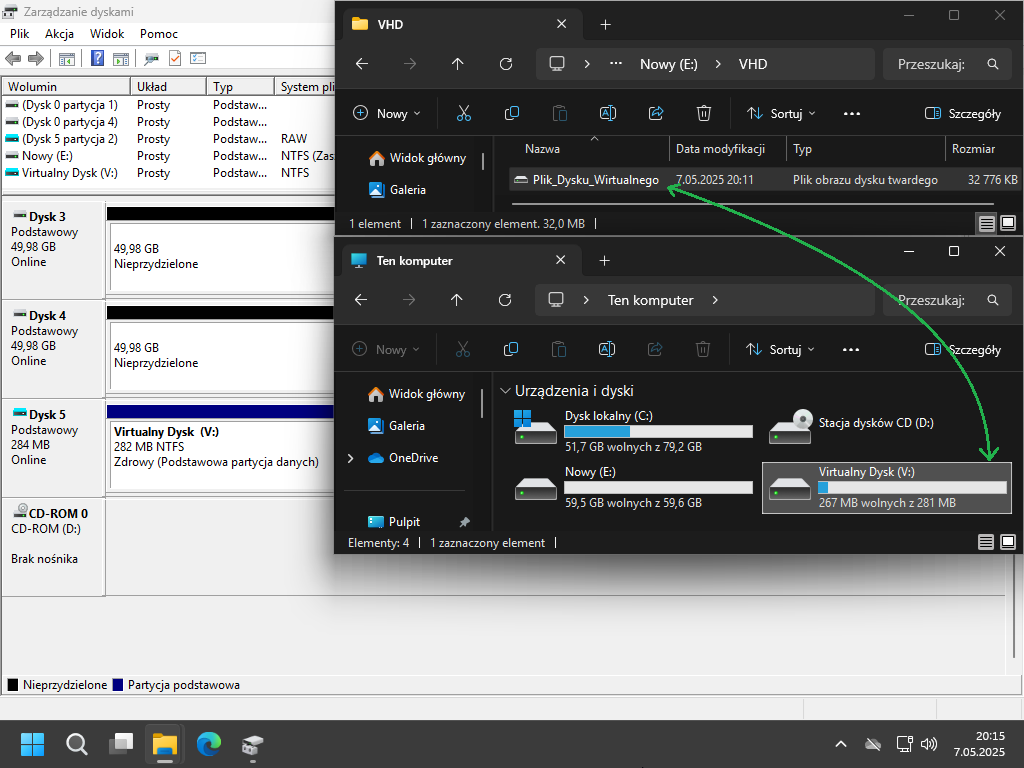 Zarządzanie dyskami
Plik Akcja Widok Pomoc
Wolumin Układ Typ System pli
(Dysk 0 partycja 1) Prosty Podstaw...
(Dysk 0 partycja 4) Prosty Podstaw...
(Dysk 5 partycja 2) Prosty Podstaw... RAW
Nowy (E:) Prosty Podstaw... NTFS (Zas
Virtualny Dysk (V:) Prosty Podstaw... NTFS
Dysk 3
Podstawowy
49,98 GB
Online
49,98 GB
Nieprzydzielone
Dysk 4
Podstawowy
49,98 GB
Online
49,98 GB
Nieprzydzielone
Dysk 5
Podstawowy
284 MB
Online
Virtualny Dysk (V:)
282 MB NTFS
Zdrowy (Podstawowa partycja danych)
CD-ROM 0
CD-ROM (D:)
Brak nośnika
Nieprzydzielone Partycja podstawowa
VHD
Nowy (E:) VHD
Przeszukaj:
Nowy Sortuj Szczegóły
Widok główny
Galeria
Nazwa Data modyfikacji Typ Rozmiar
Plik_Dysku_Wirtualnego 7.05.2025 20:11 Plik obrazu dysku twardego 32 776 KB
1 element 1 zaznaczony element. 32,0 MB
Ten komputer
Ten komputer
Przeszukaj:
Nowy Sortuj Szczegóły
Widok główny
Galeria
OneDrive
Pulpit
Urządzenia i dyski
Dysk lokalny (C:)
51,7 GB wolnych z 79,2 GB
Stacja dysków CD (D:)
Nowy (E:)
59,5 GB wolnych z 59,6 GB
Virtualny Dysk (V:)
267 MB wolnych z 281 MB
Elementy: 4 1 zaznaczony element
20:15
7.05.2025